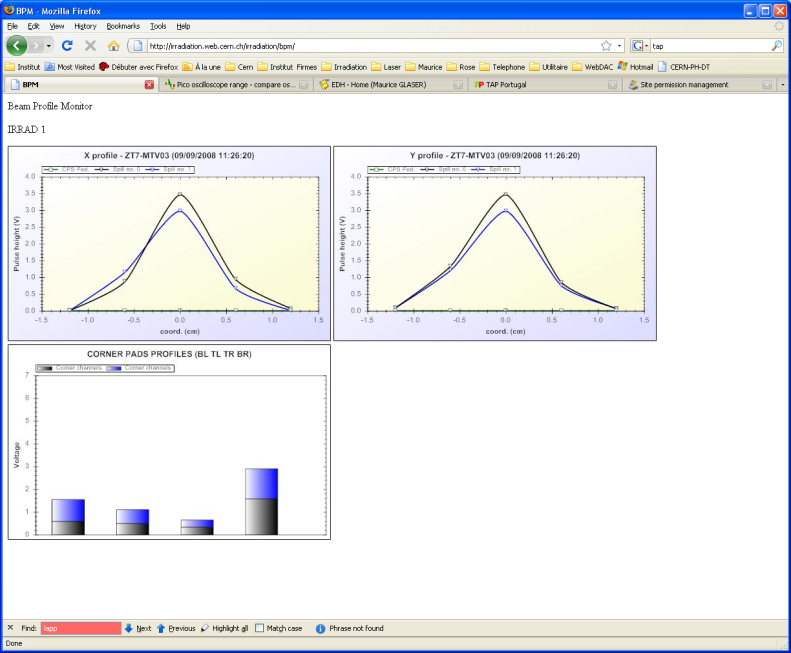 BPM - Mozilla Firefox
File Edit View History Bookmarks Tools Help
http://irradiation.web.cern.ch/irradiation/bpm/
tap
Institut Most Visited Débuter avec Firefox À la une Cern Institut Firmes Irradiation Laser Maurice Rose Telephone Utilitaire WebDAC Hotmail CERN-PH-DT
BPM Pico oscilloscope range - compare os... EDH - Home (Maurice GLASER) TAP Portugal Site permission management
Beam Profile Monitor
IRRAD 1
X profile - ZT7-MTV03 (09/09/2008 11:26:20)
CPS Pad. Spill no. 0 Spill no. 1
4.0
3.5
3.0
2.5
2.0
1.5
1.0
0.5
0.0
Pulse height (V)
-1.5 -1.0 -0.5 0.0 0.5 1.0 1.5
coord. (cm)
Y profile - ZT7-MTV03 (09/09/2008 11:26:20)
CPS Pad. Spill no. 0 Spill no. 1
4.0
3.5
3.0
2.5
2.0
1.5
1.0
0.5
0.0
Pulse height (V)
-1.5 -1.0 -0.5 0.0 0.5 1.0 1.5
coord. (cm)
CORNER PADS PROFILES (BL TL TR BR)
Corner channels Corner channels
7
6
5
4
3
2
1
0
Voltage
Find: lapp Next Previous Highlight all Match case Phrase not found
Done